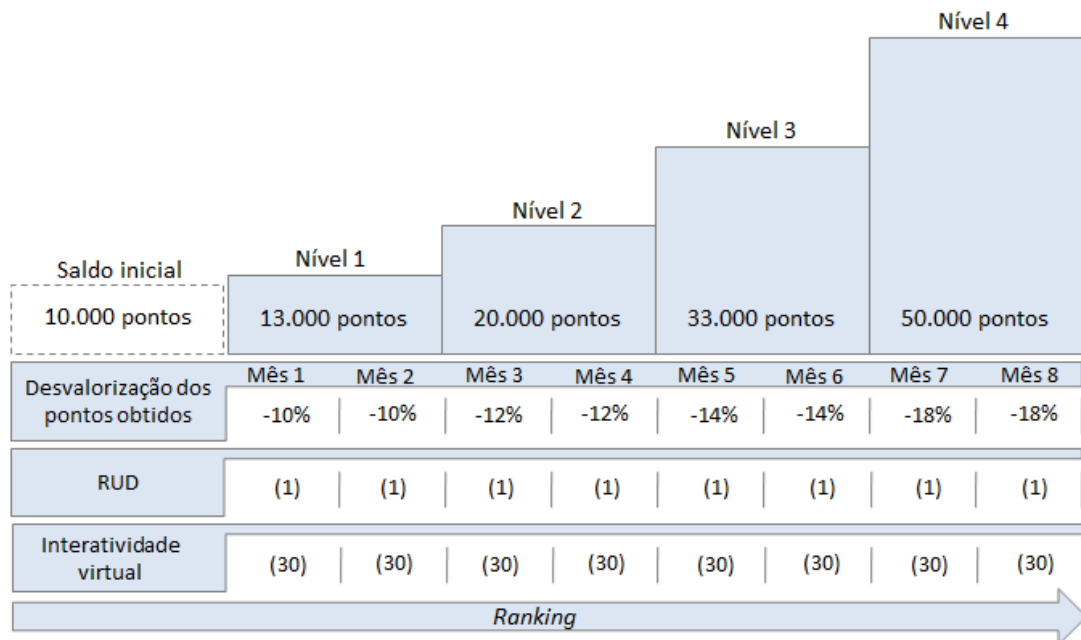 Nível 4
Nível 3
Nível 2
Nível 1
Saldo inicial
10.000 pontos
13.000 pontos
20.000 pontos
33.000 pontos
50.000 pontos
Desvalorização dos
pontos obtidos
Mês 1 Mês 2 Mês 3 Mês 4 Mês 5 Mês 6 Mês 7 Mês 8
-10% -10% -12% -12% -14% -14% -18% -18%
RUD (1) (1) (1) (1) (1) (1) (1) (1)
Interatividade
virtual
(30) (30) (30) (30) (30) (30) (30) (30)
Ranking